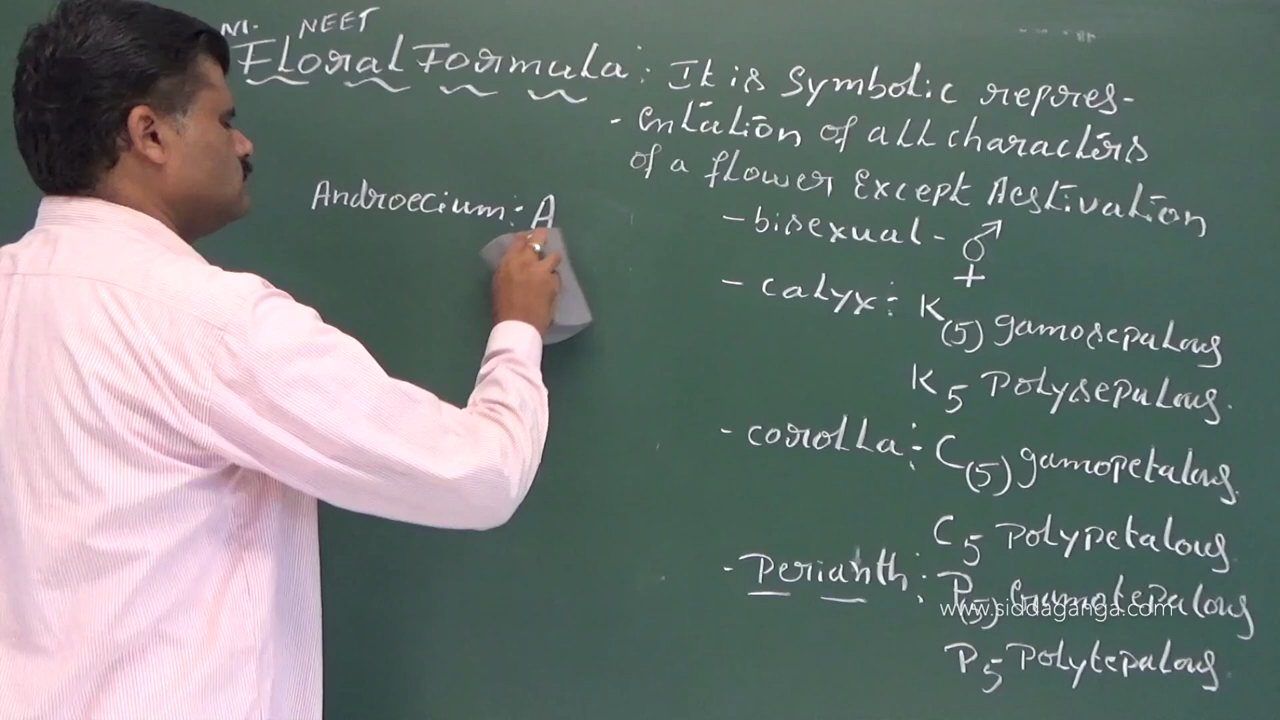 NEET
Floral Formula: It is Symbolic repres-
- entation of all characters
of a flower Except Aestivation
- bisexual - ⚥
- calyx: K(5) gamosepalous
K5 Polysepalous.
- corolla: C(5) gamopetalous.
C5 Polypetalous.
- Perianth: P(5) Gamotepalous
P5 Polytepalous.
Androecium: A
www.siddaganga.com